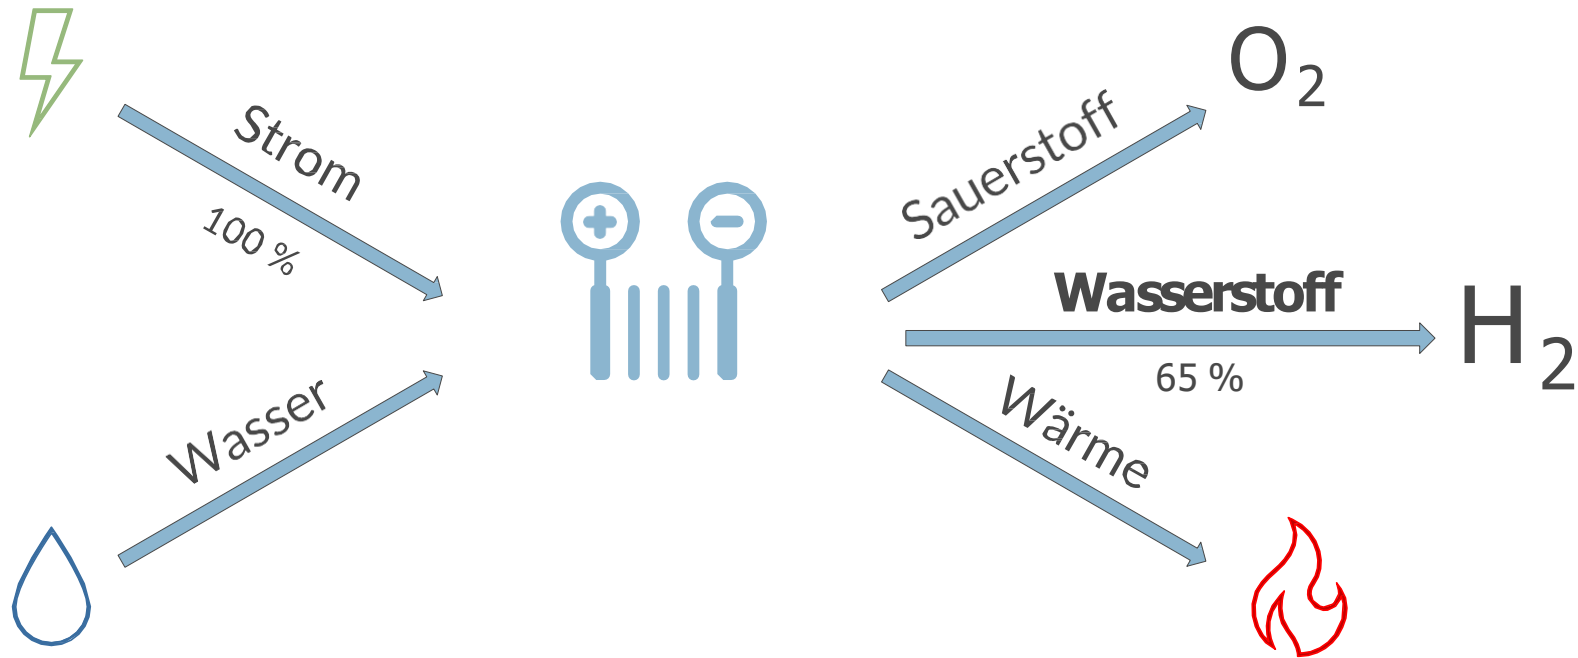 Strom
100 %
Wasser
Sauerstoff
O2
Wasserstoff
65 %
H2
Wärme